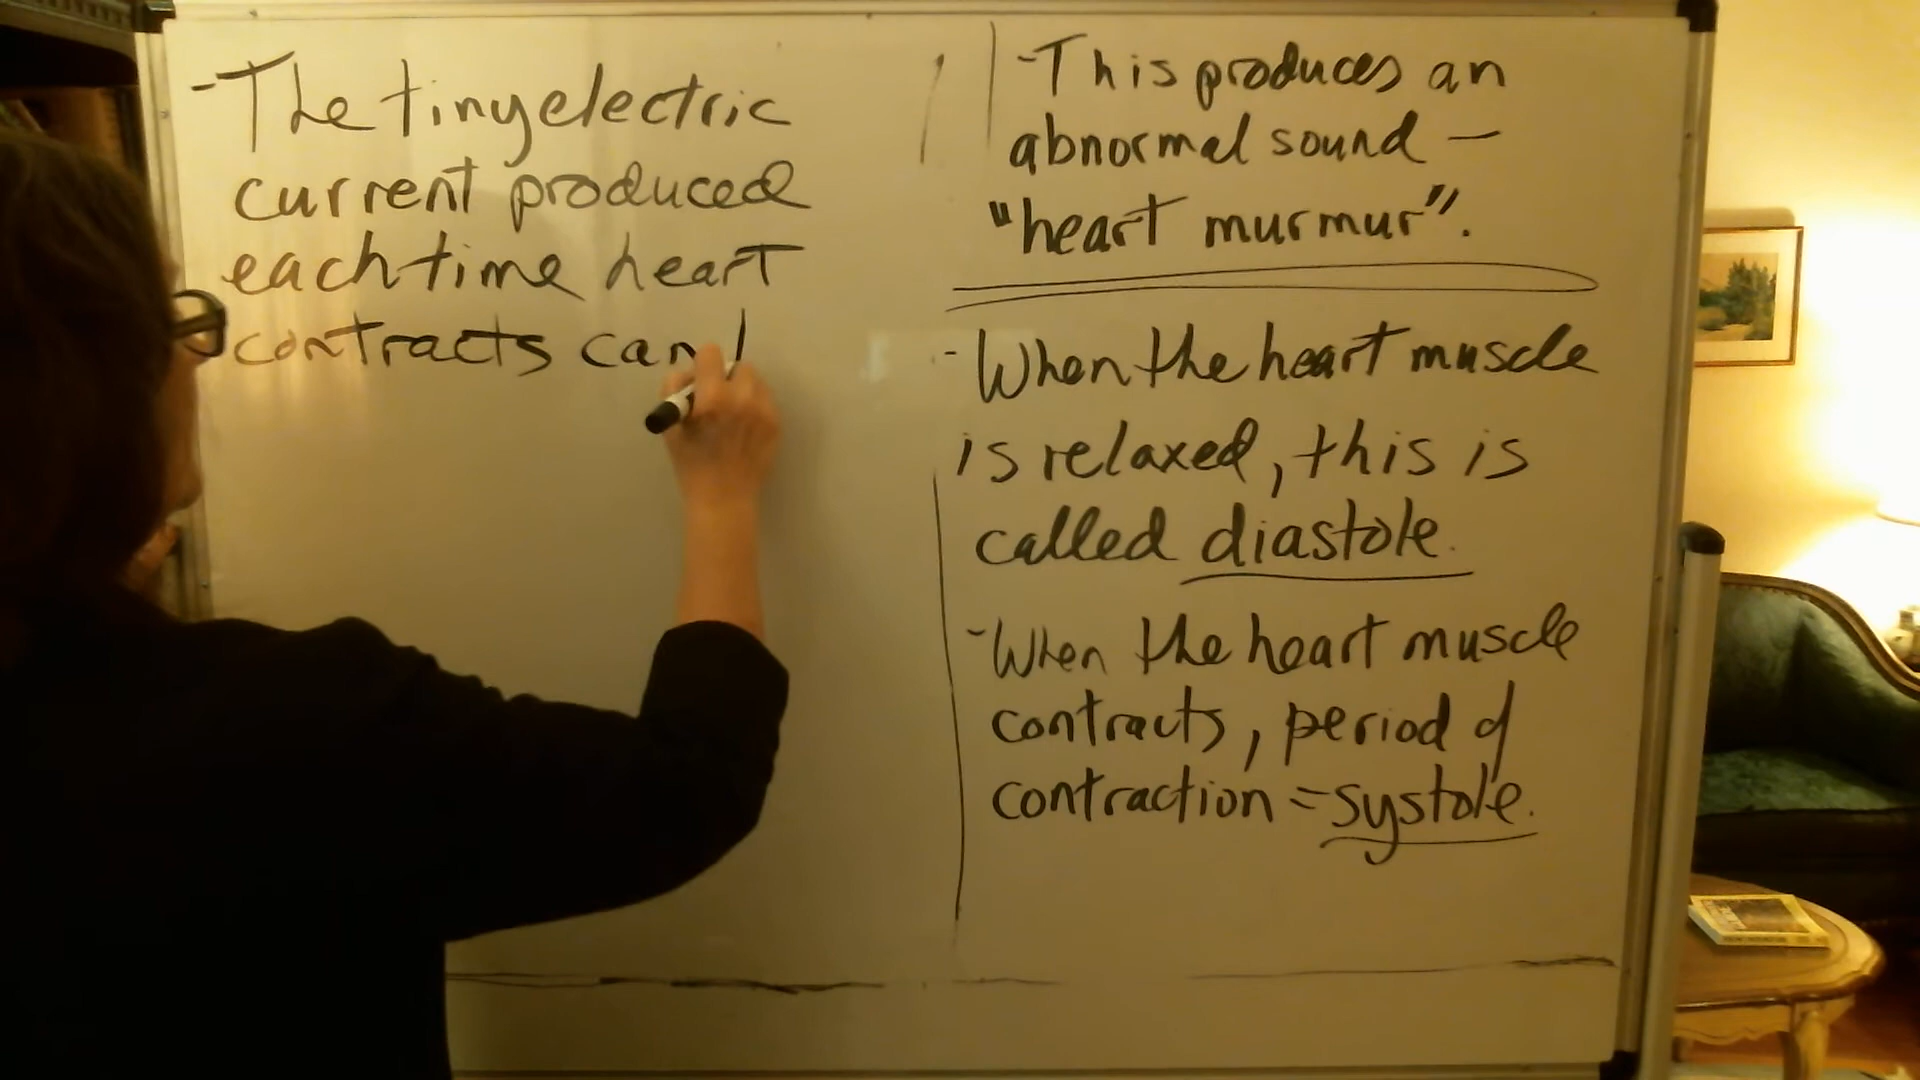 -The tiny electric
current produced
each time heart
contracts can
-This produces an
abnormal sound —
"heart murmur".
-When the heart muscle
is relaxed, this is
called diastole.
-When the heart muscle
contracts, period of
contraction = systole.